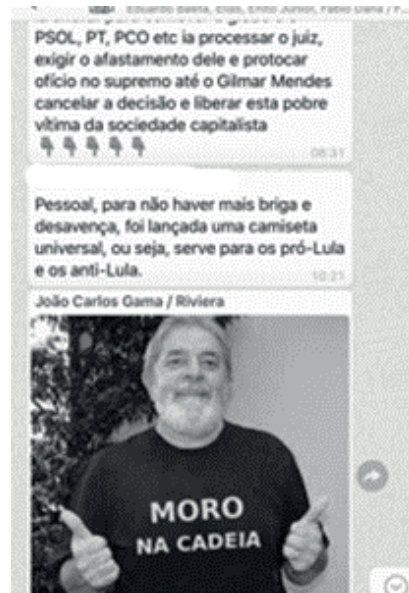 PSOL, PT, PCO etc ia processar o juiz,
exigir o afastamento dele e protocar
ofício no supremo até o Gilmar Mendes
cancelar a decisão e liberar esta pobre
vítima da sociedade capitalista
08:31
Pessoal, para não haver mais briga e
desavença, foi lançada uma camiseta
universal, ou seja, serve para os pró-Lula
e os anti-Lula.
10:21
João Carlos Gama / Riviera
MORO
NA CADEIA